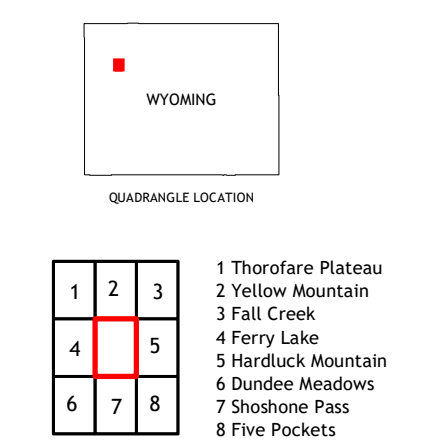 WYOMING
QUADRANGLE LOCATION
1 2 3
4 5
6 7 8
1 Thorofare Plateau
2 Yellow Mountain
3 Fall Creek
4 Ferry Lake
5 Hardluck Mountain
6 Dundee Meadows
7 Shoshone Pass
8 Five Pockets